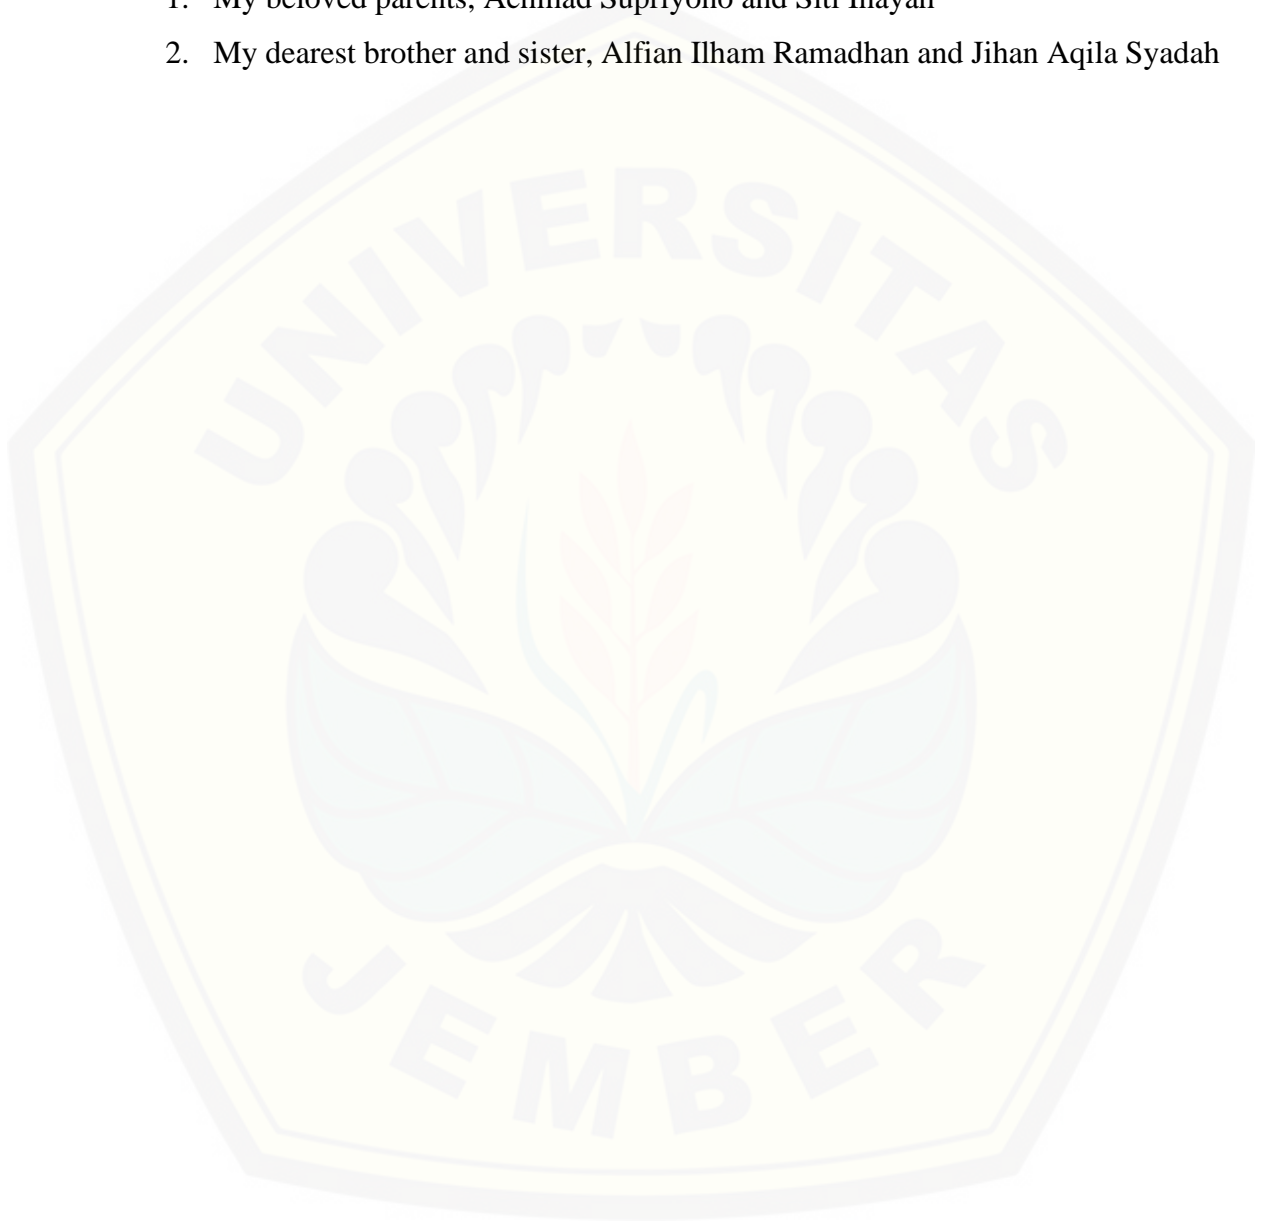 1. My beloved parents, Achmad Supriyono and Siti Inayah
2. My dearest brother and sister, Alfian Ilham Ramadhan and Jihan Aqila Syadah
UNIVERSITAS
JEMBER